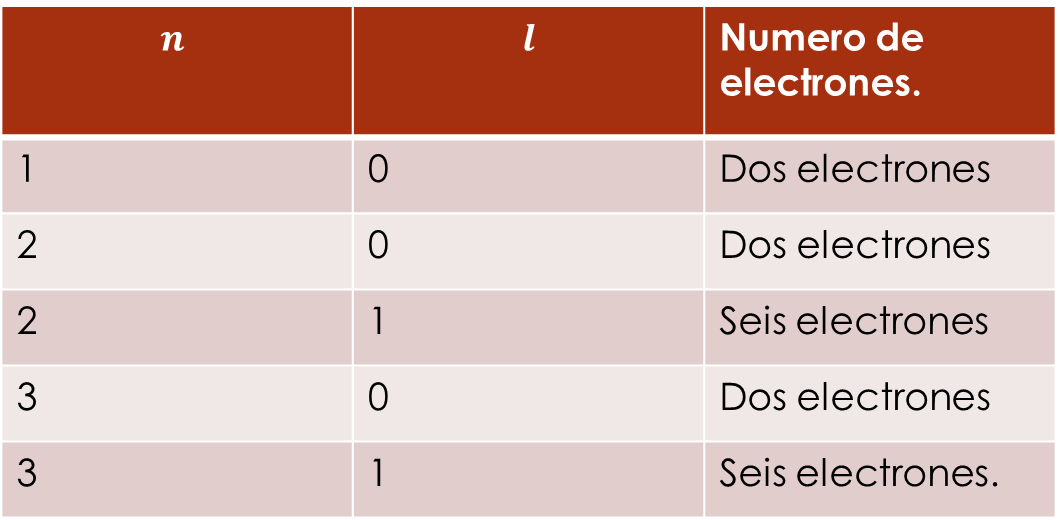 n l Numero de
electrones.
1 0 Dos electrones
2 0 Dos electrones
2 1 Seis electrones
3 0 Dos electrones
3 1 Seis electrones.